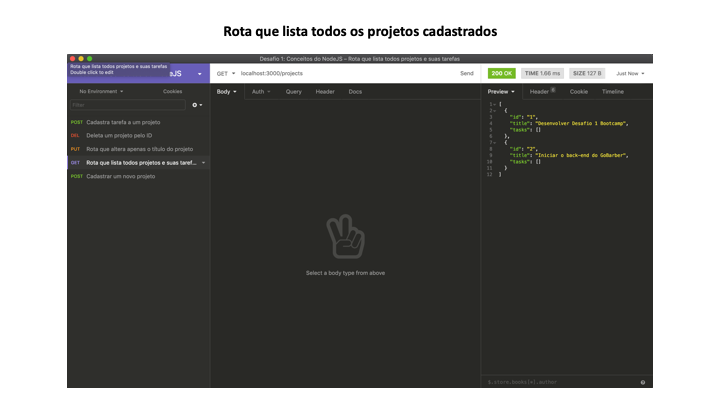 Rota que lista todos os projetos cadastrados
Desafio 1: Conceitos do NodeJS – Rota que lista todos projetos e suas tarefas
Rota que lista todos projetos e suas tarefas
Double click to edit
deJS
GET localhost:3000/projects Send
200 OK TIME 1.66 ms SIZE 127 B Just Now
No Environment Cookies
Body Auth Query Header Docs
Preview Header 6 Cookie Timeline
Filter
POST Cadastra tarefa a um projeto
DEL Deleta um projeto pelo ID
PUT Rota que altera apenas o título do projeto
GET Rota que lista todos projetos e suas taref...
POST Cadastrar um novo projeto
1 [
2 {
3 "id": "1",
4 "title": "Desenvolver Desafio 1 Bootcamp",
5 "tasks": []
6 },
7 {
8 "id": "2",
9 "title": "Iniciar o back-end do GoBarber",
10 "tasks": []
11 }
12 ]
Select a body type from above
$.store.books[*].author